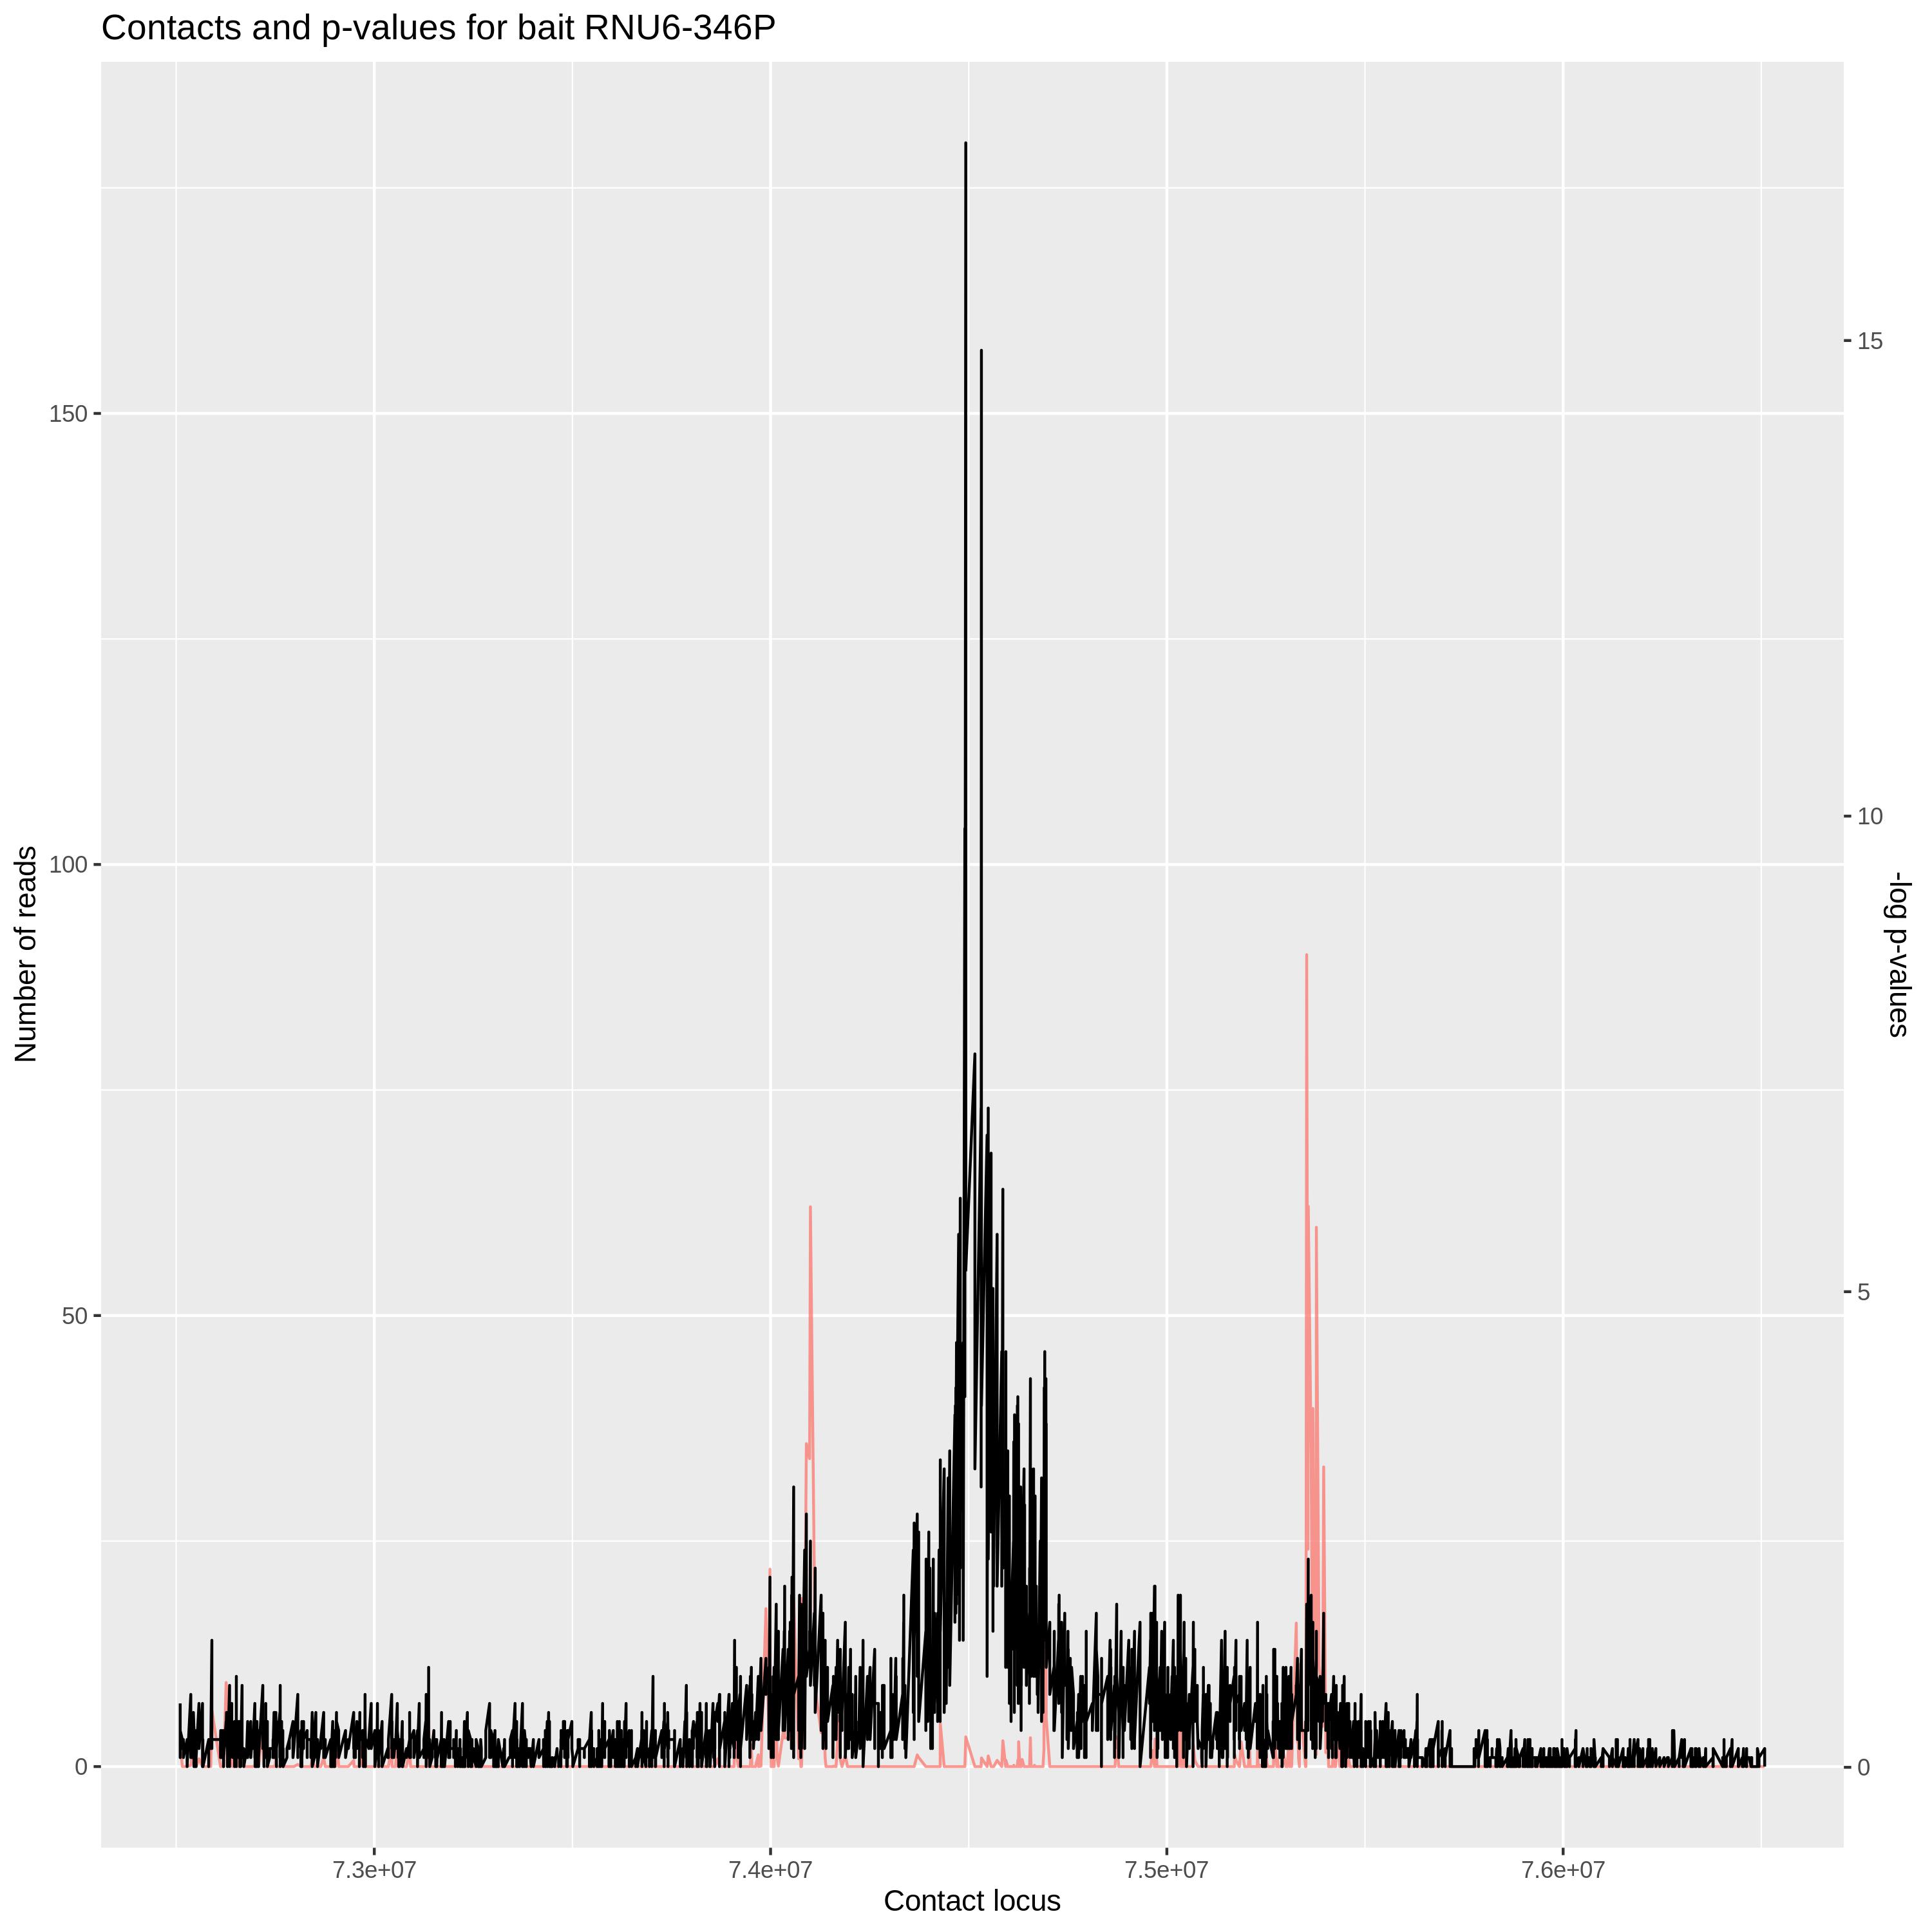 Contacts and p-values for bait RNU6-346P
150
100
50
0
Number of reads
15
10
5
0
-log p-values
7.3e+07
7.4e+07
7.5e+07
7.6e+07
Contact locus